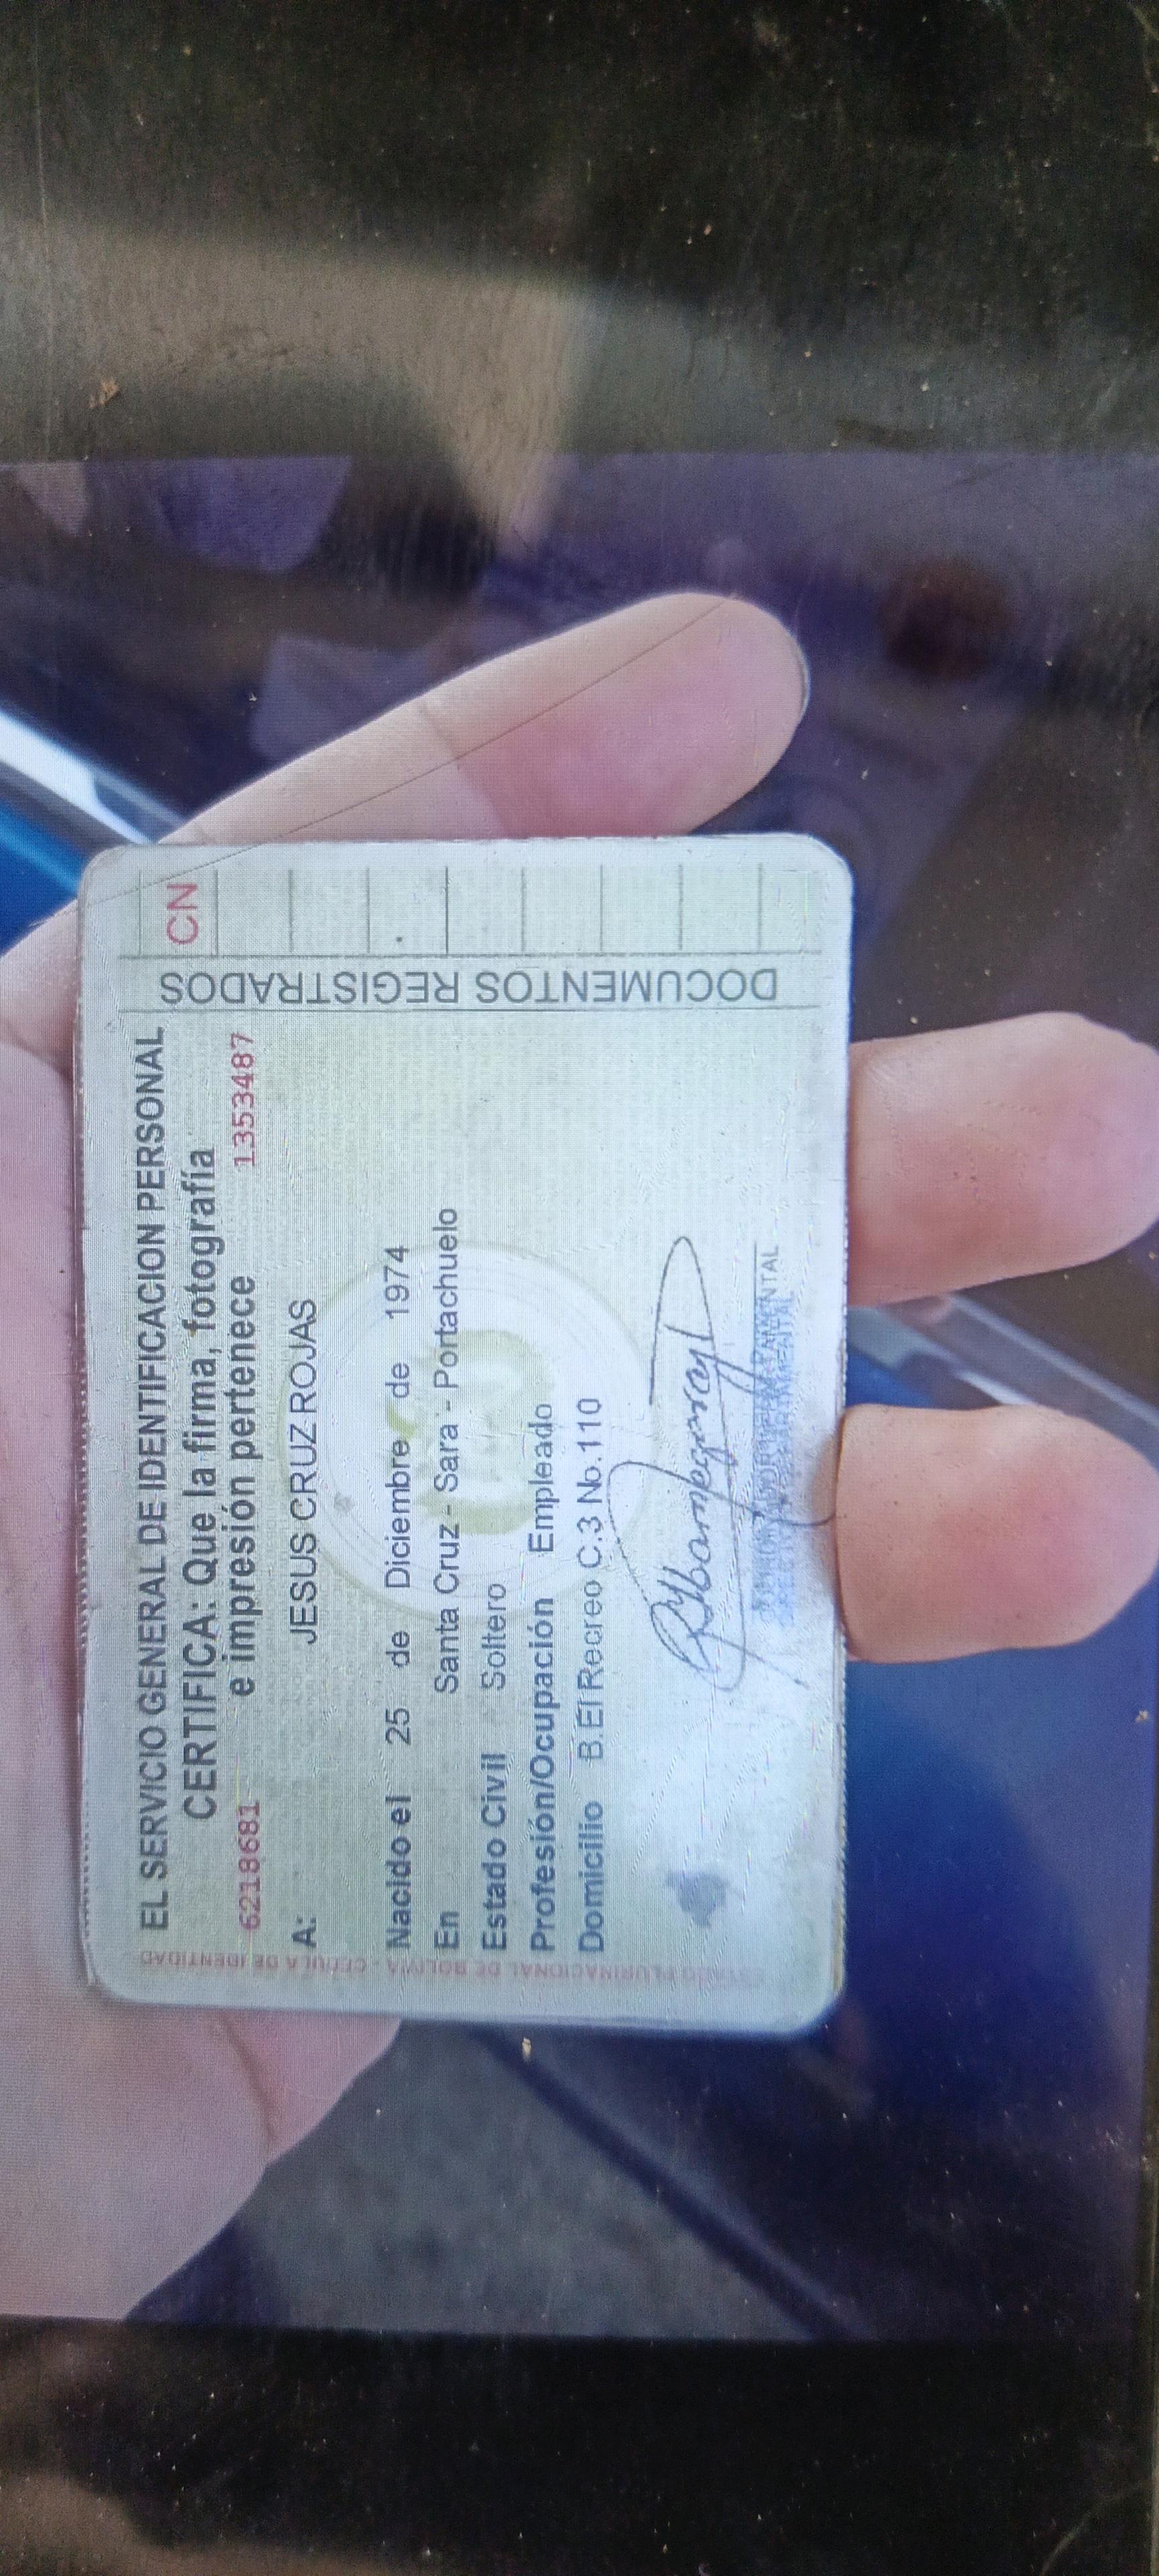 EL SERVICIO GENERAL DE IDENTIFICACION PERSONAL
CERTIFICA: Que la firma, fotografía
e impresión pertenece
6218681
1353487
A: JESUS CRUZ ROJAS
Nacido el 25 de Diciembre de 1974
En Santa Cruz - Sara - Portachuelo
Estado Civil Soltero
Profesión/Ocupación Empleado
Domicilio B.El Recreo C.3 No.110
DOCUMENTOS REGISTRADOS
CN
ESTADO PLURINACIONAL DE BOLIVIA - CEDULA DE IDENTIDAD